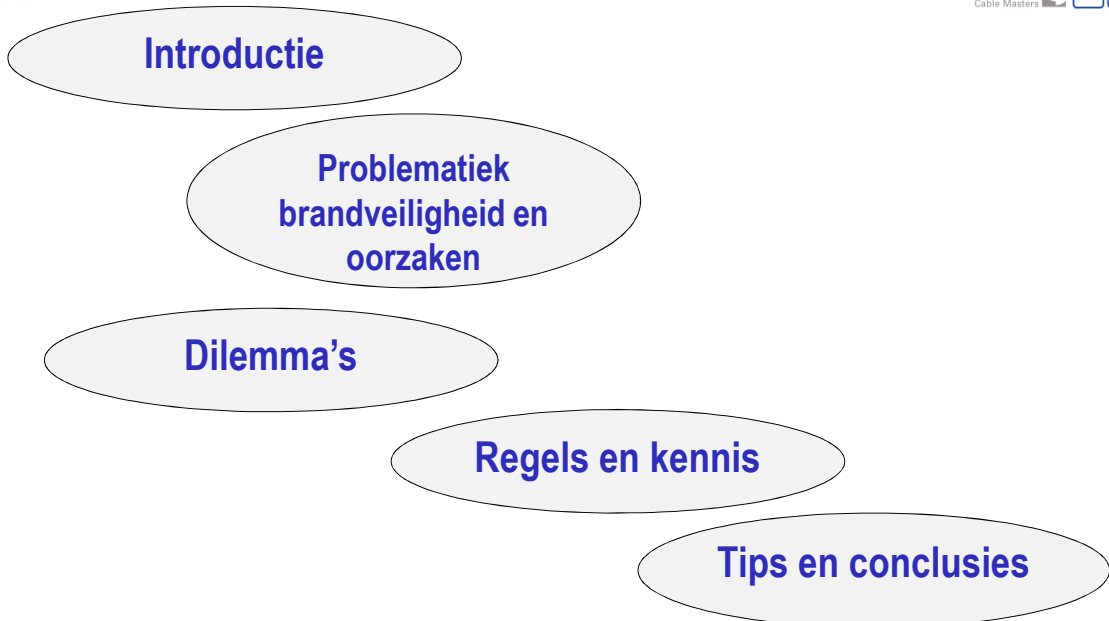 Cable Masters
Introductie
Problematiek
brandveiligheid en
oorzaken
Dilemma's
Regels en kennis
Tips en conclusies